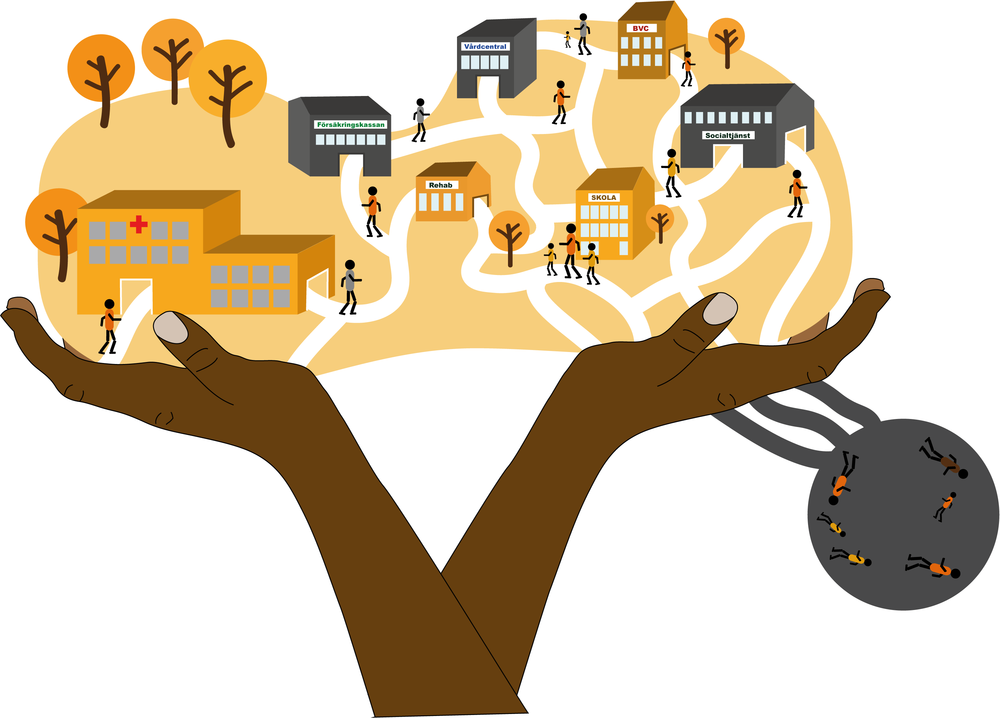 BVC
Vårdcentral
Försäkringskassan
Socialtjänst
Rehab
SKOLA